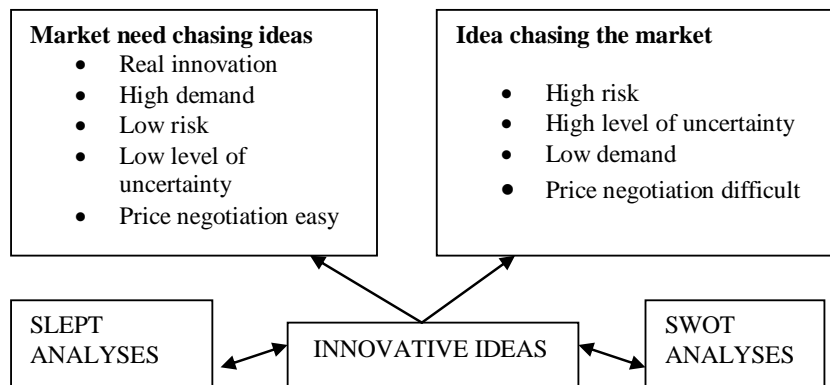 Market need chasing ideas
• Real innovation
• High demand
• Low risk
• Low level of
uncertainty
• Price negotiation easy
Idea chasing the market
• High risk
• High level of uncertainty
• Low demand
• Price negotiation difficult
SLEPT
ANALYSES
INNOVATIVE IDEAS
SWOT
ANALYSES